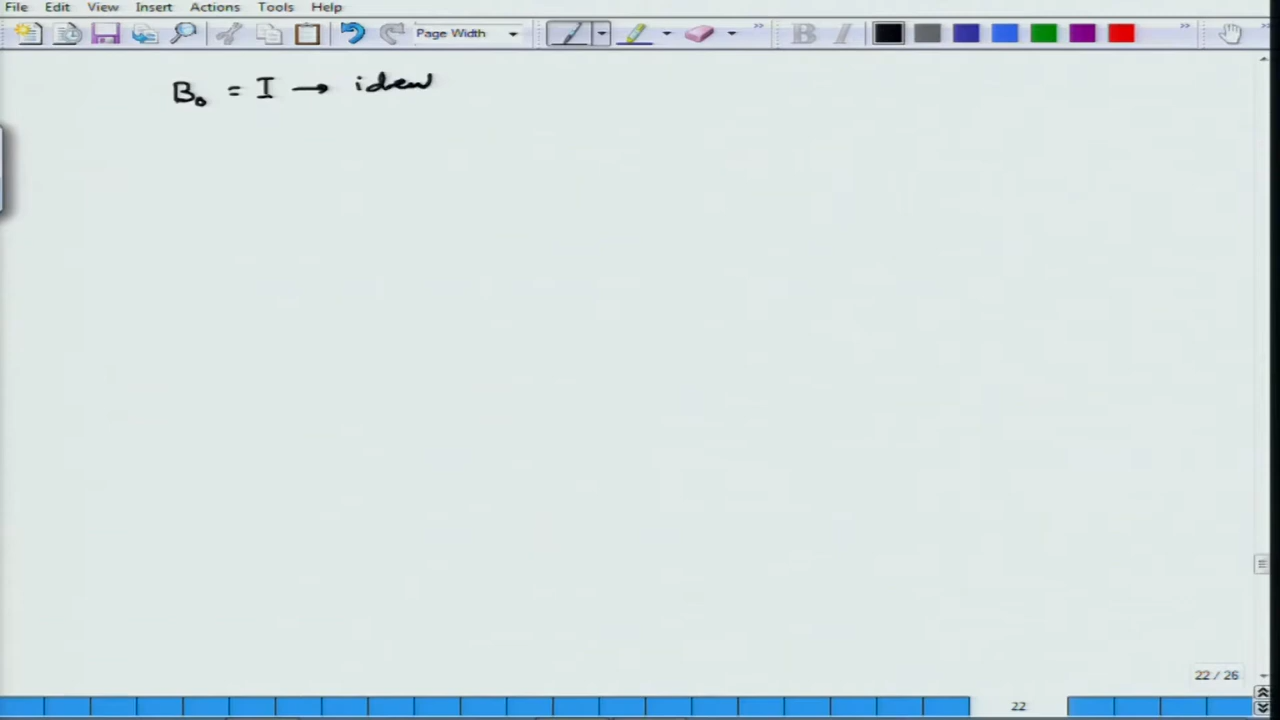 File Edit View Insert Actions Tools Help
Page Width B I
B₀ = I → iden
22 / 26
22